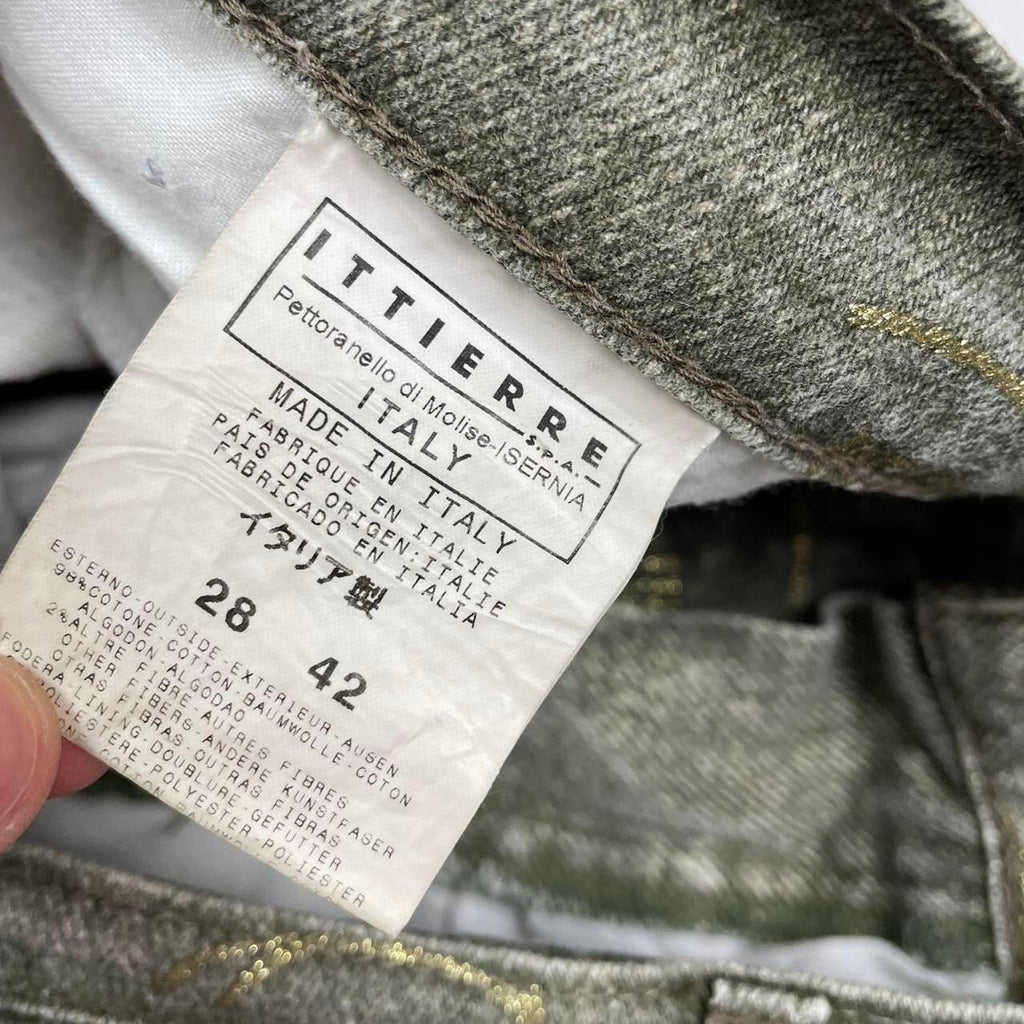 ITTIERRE
S.P.A.
Pettoranello di Molise-ISERNIA
ITALY
MADE IN ITALY
FABRIQUE EN ITALIE
PAIS DE ORIGEN:ITALIE
FABRICADO EN ITALIA
イタリア製
28
42
ESTERNO-OUTSIDE-EXTERIEUR-AUGEN
98%COTONE-COTTON-BAUMWOLLE-COTON
ALGODON-ALGODAO
2%ALTRE FIBRE-AUTRES FIBRES
OTHER FIBERS-ANDERE KUNSTFASER
OTRAS FIBRAS-OUTRAS FIBRAS
FODERA-LINING-DOUBLURE-GEFUTTER
POLIESTERE-POLYESTER-POLIESTER